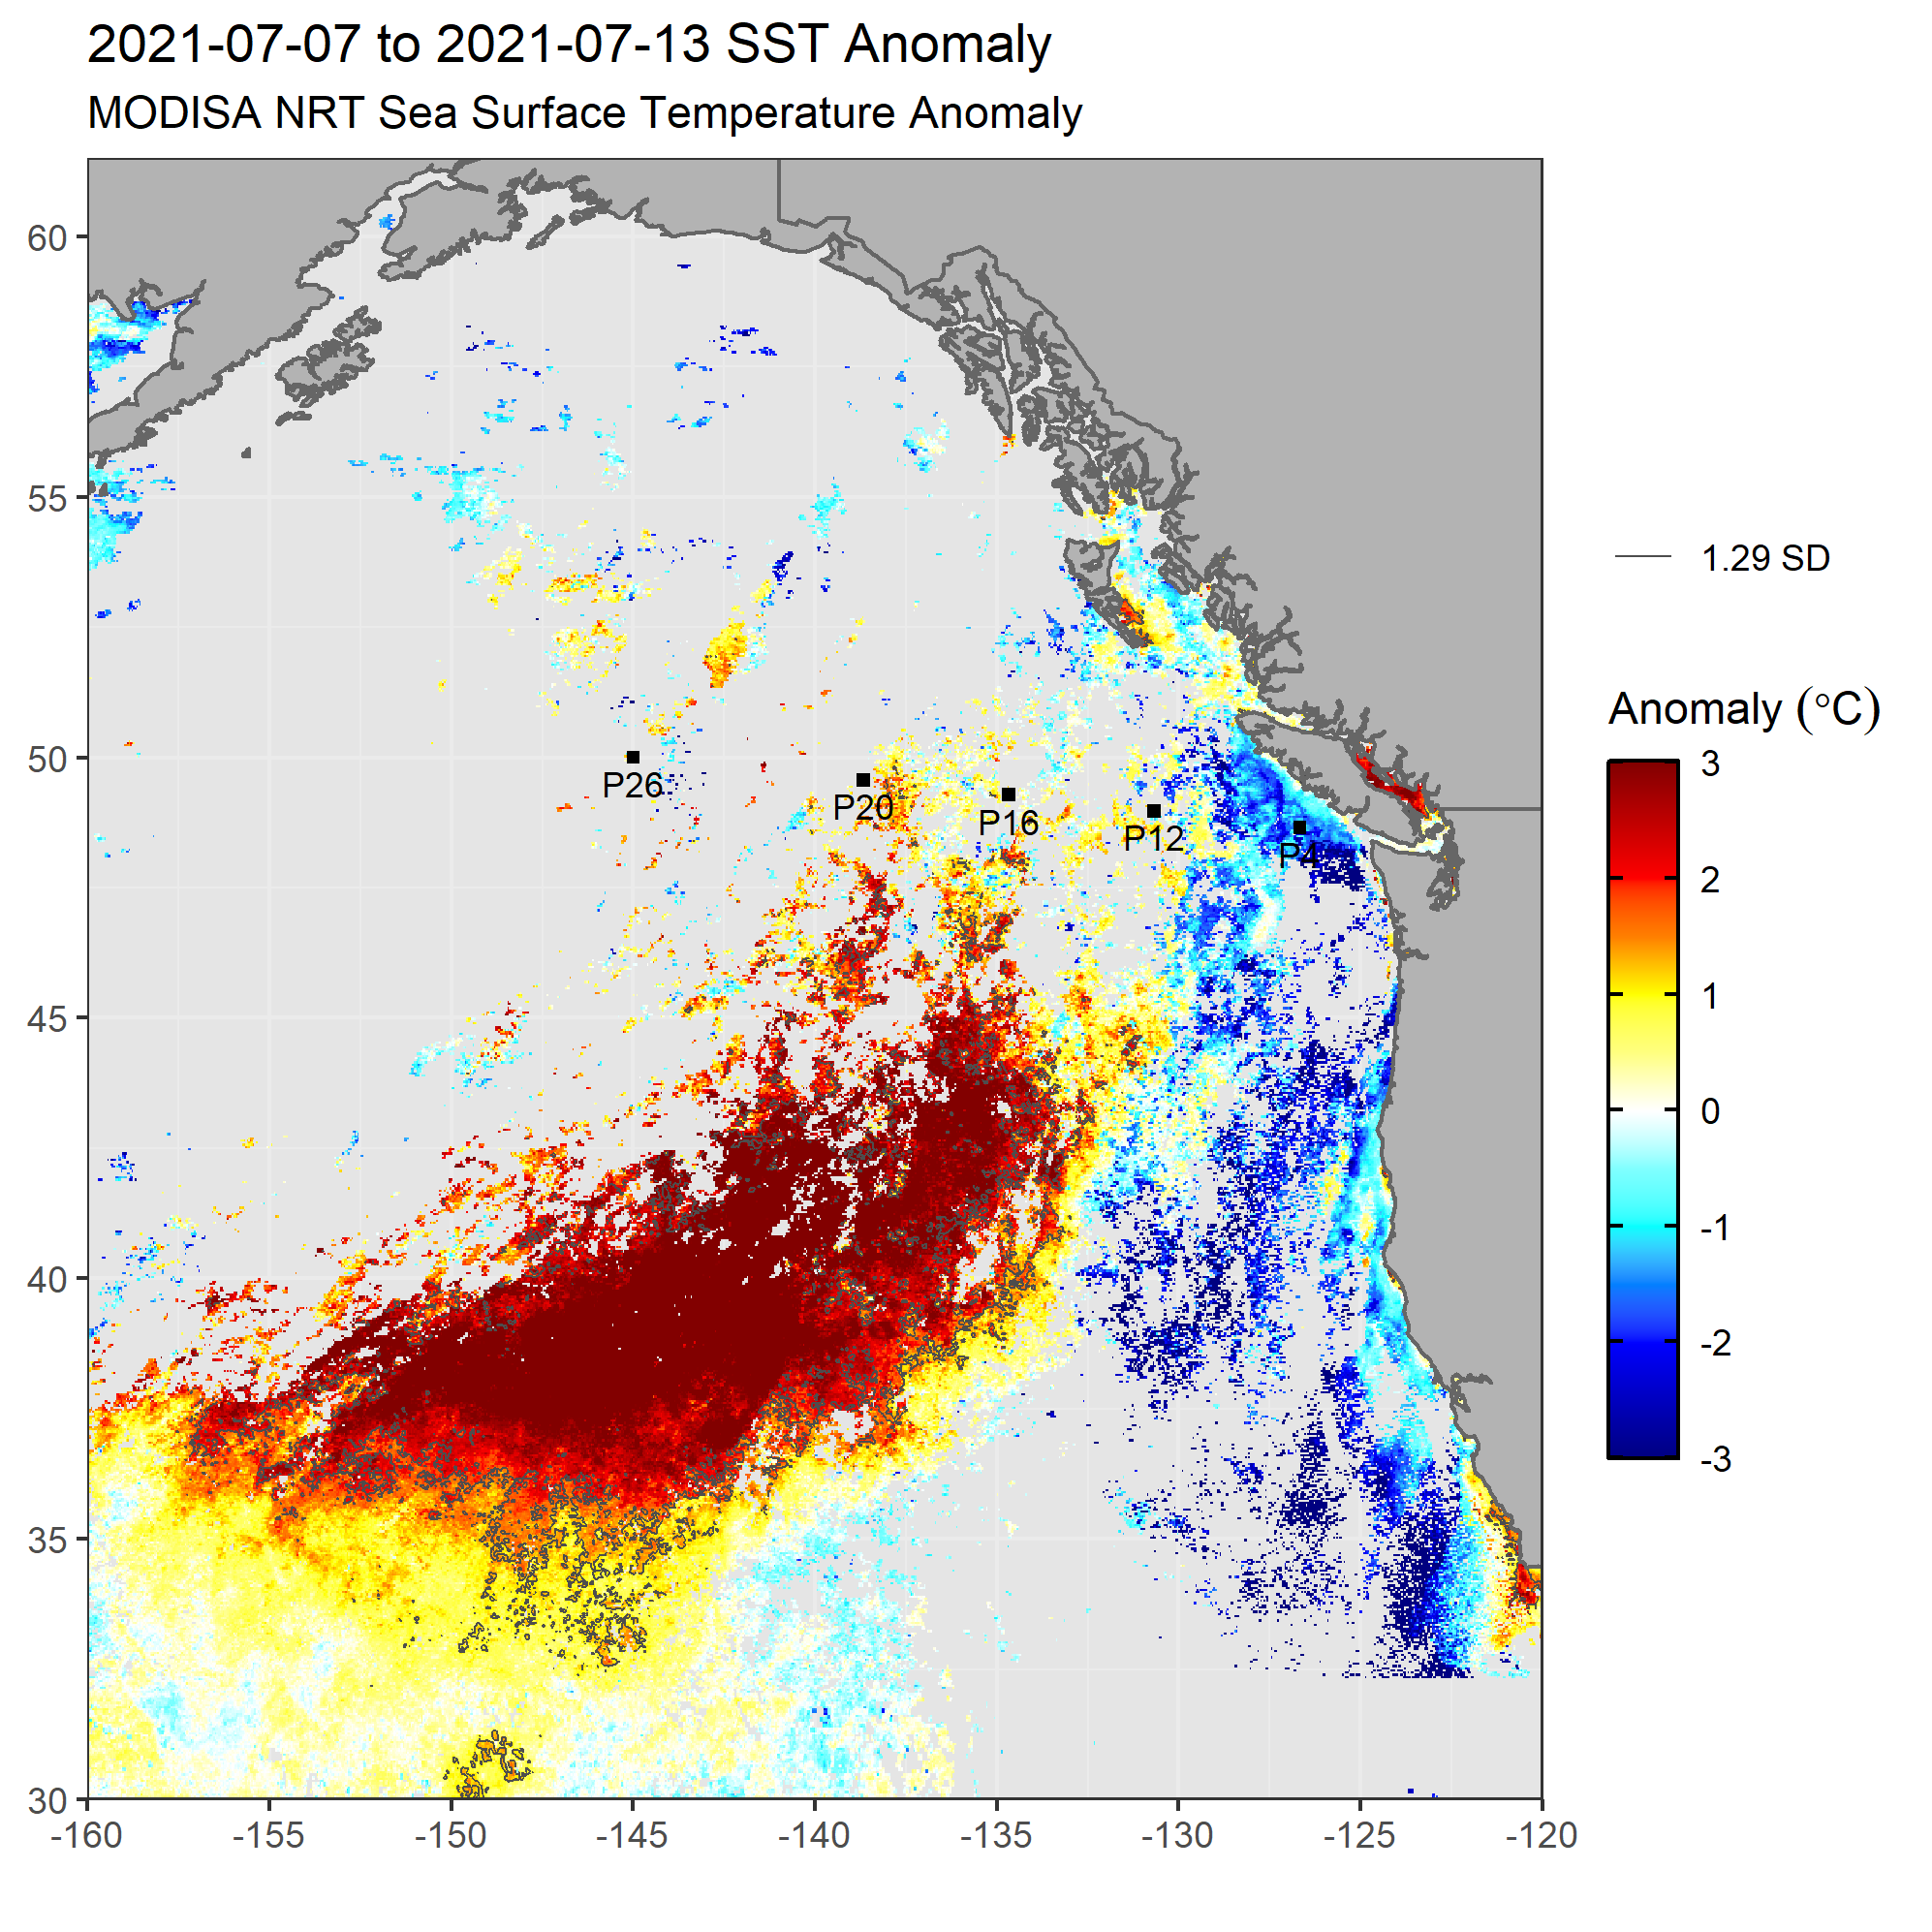 2021-07-07 to 2021-07-13 SST Anomaly
MODISA NRT Sea Surface Temperature Anomaly
60
55
50
45
40
35
30
-160
-155
-150
-145
-140
-135
-130
-125
-120
P26
P20
P16
P12
P4
1.29 SD
Anomaly (°C)
3
2
1
0
-1
-2
-3